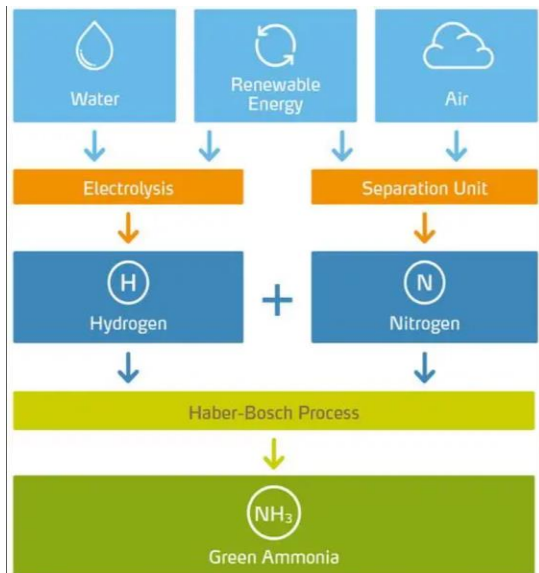 Water
Renewable
Energy
Air
Electrolysis
Separation Unit
H
Hydrogen
+
N
Nitrogen
Haber-Bosch Process
NH₃
Green Ammonia